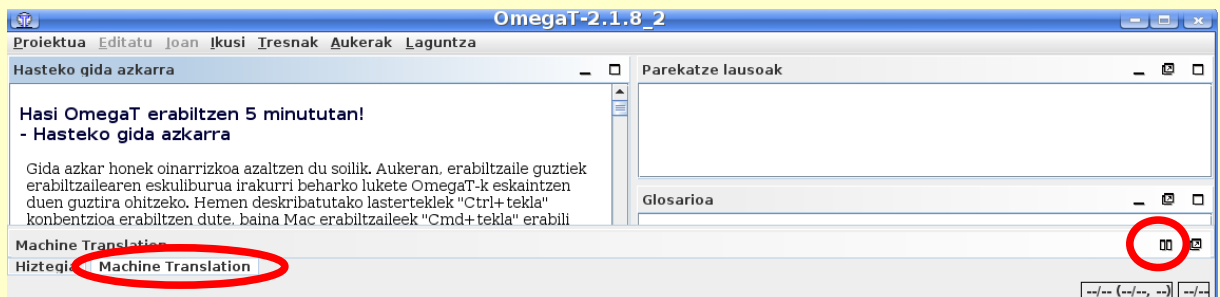 OmegaT-2.1.8_2
Proiektua Editatu Joan Ikusi Tresnak Aukerak Laguntza
Hasteko gida azkarra
Hasi OmegaT erabiltzen 5 minututan!
- Hasteko gida azkarra
Gida azkar honek oinarrizkoa azaltzen du soilik. Aukeran, erabiltzaile guztiek
erabiltzailearen eskuliburua irakurri beharko lukete OmegaT-k eskaintzen
duen guztira ohitzeko. Hemen deskribatutako lasterteklek "Ctrl+tekla"
konbentzioa erabiltzen dute, baina Mac erabiltzaileek "Cmd+tekla" erabili
Parekatze lausoak
Glosarioa
Machine Translation
Hiztegia Machine Translation
--/-- (--/--, --) --/--